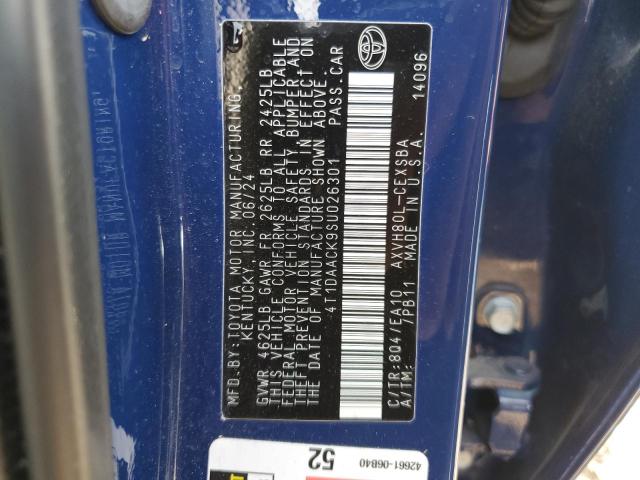 MFD. BY: TOYOTA MOTOR MANUFACTURING,
KENTUCKY, INC. 06/24
GVWR 4625LB GAWR FR 2625LB RR 2425LB
THIS VEHICLE CONFORMS TO ALL APPLICABLE
FEDERAL MOTOR VEHICLE SAFETY, BUMPER AND
THEFT PREVENTION STANDARDS IN EFFECT ON
THE DATE OF MANUFACTURE SHOWN ABOVE.
4T1DAACK9SU026301 PASS. CAR
C/TR: 8Q4/EA10 AXVH80L-CEXSBA
A/TM: /PB11 MADE IN U.S.A. 14096
52
42661-06B40